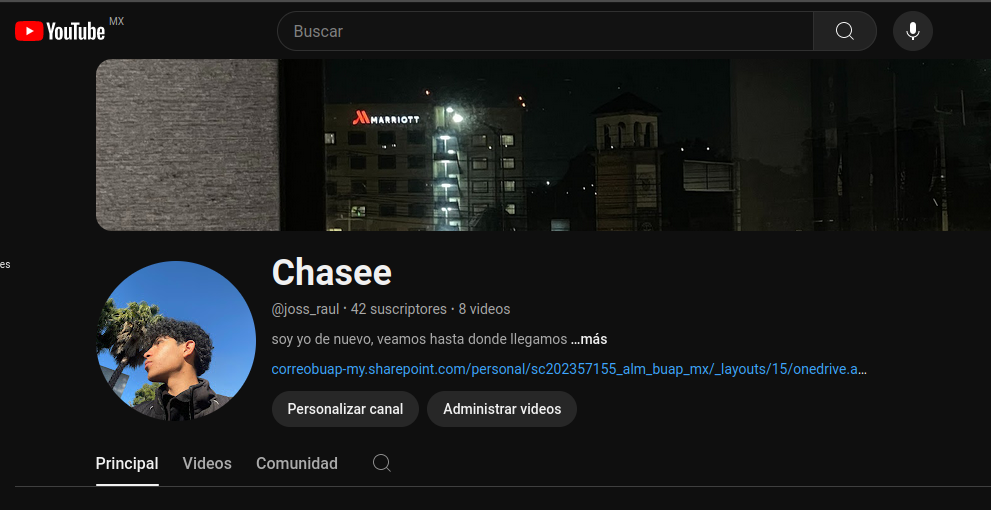 YouTube MX
Buscar
MARRIOTT
es
Chasee
@joss_raul · 42 suscriptores · 8 videos
soy yo de nuevo, veamos hasta donde llegamos ...más
correobuap-my.sharepoint.com/personal/sc202357155_alm_buap_mx/_layouts/15/onedrive.a...
Personalizar canal Administrar videos
Principal Videos Comunidad